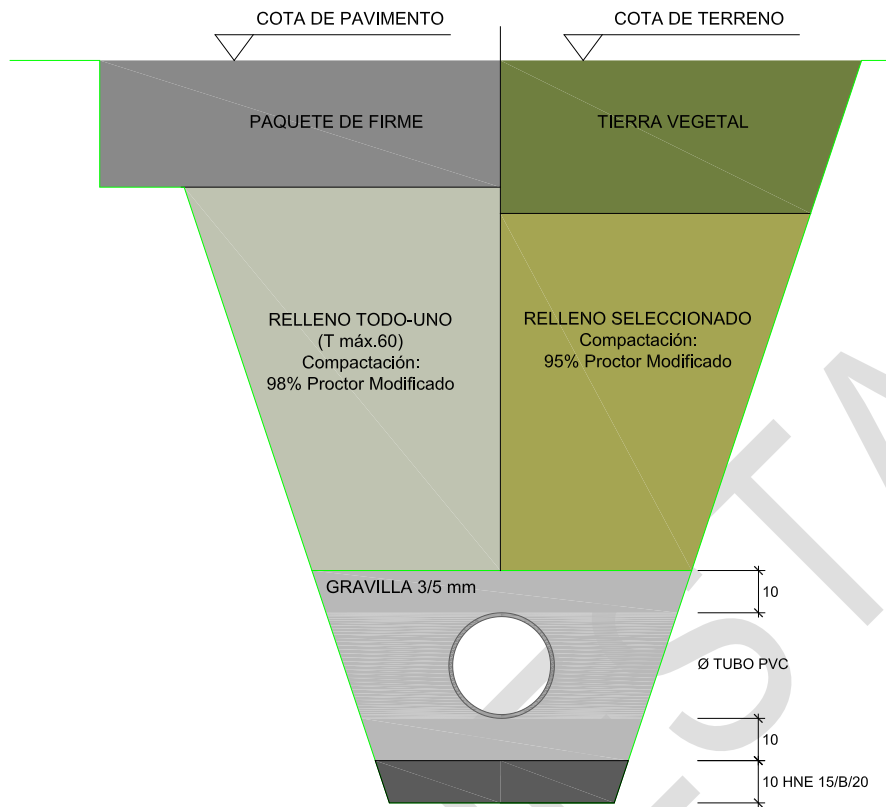 COTA DE PAVIMENTO
COTA DE TERRENO
PAQUETE DE FIRME
TIERRA VEGETAL
RELLENO TODO-UNO
(T máx.60)
Compactación:
98% Proctor Modificado
RELLENO SELECCIONADO
Compactación:
95% Proctor Modificado
GRAVILLA 3/5 mm
10
Ø TUBO PVC
10
10 HNE 15/B/20